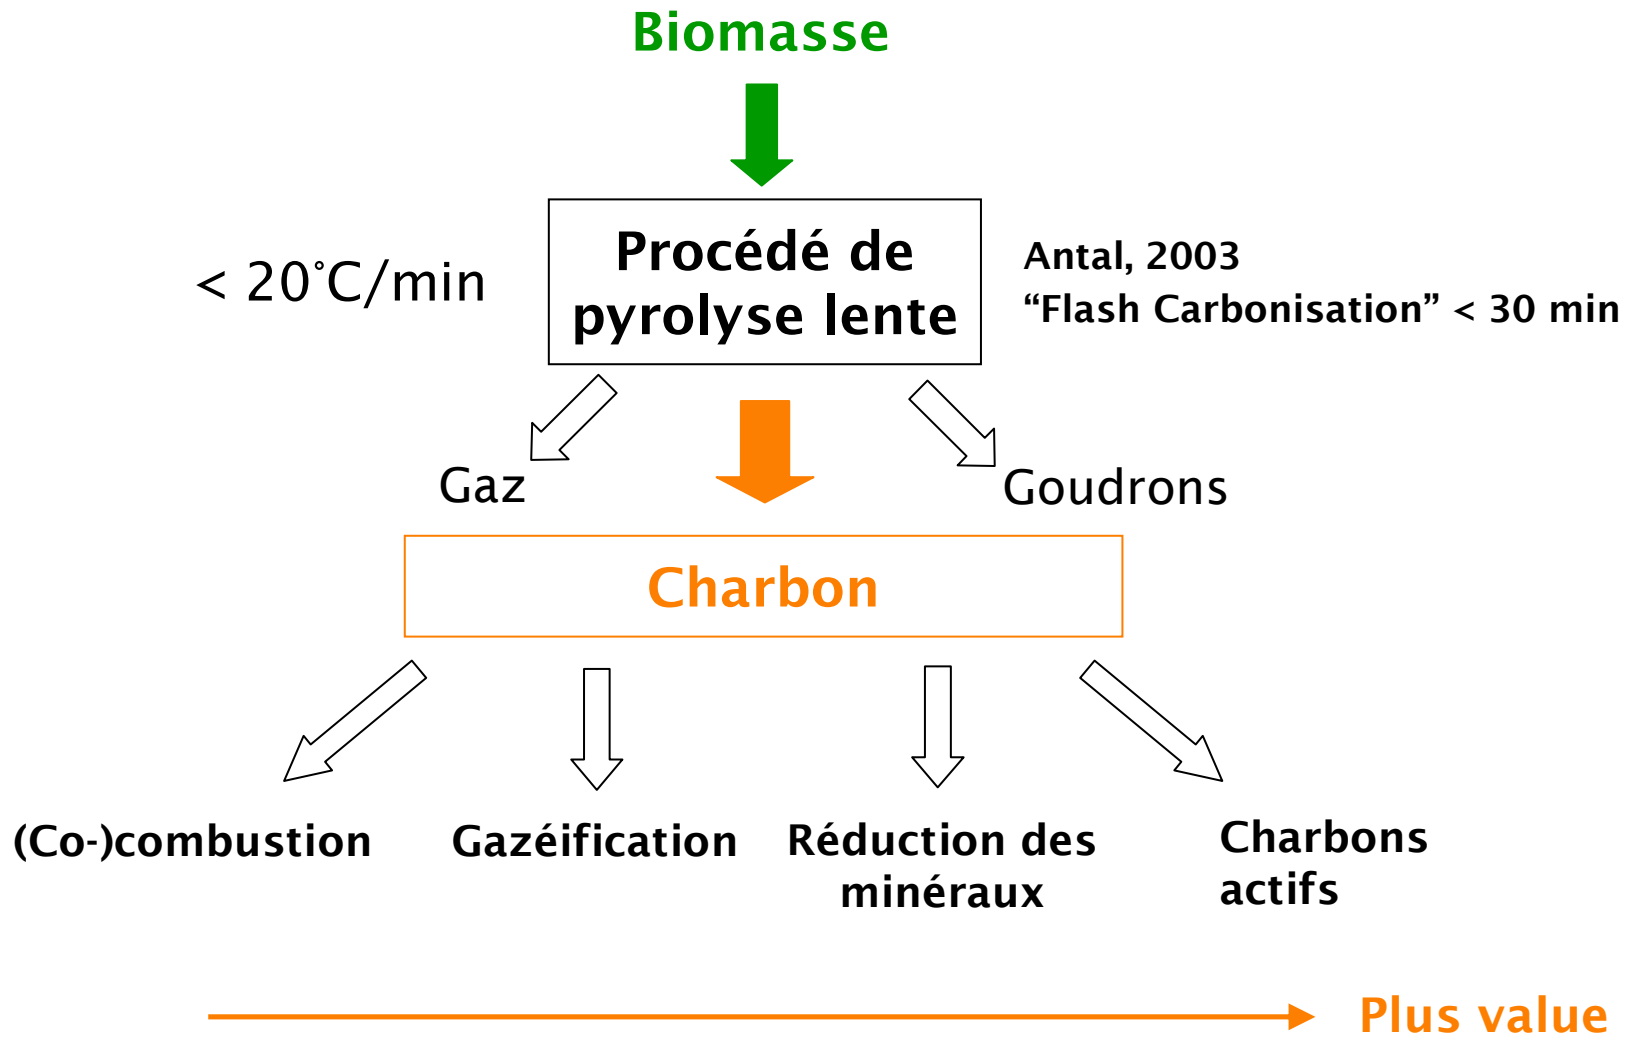 Biomasse
< 20°C/min
Procédé de
pyrolyse lente
Antal, 2003
“Flash Carbonisation” < 30 min
Gaz
Goudrons
Charbon
(Co-)combustion
Gazéification
Réduction des
minéraux
Charbons
actifs
Plus value